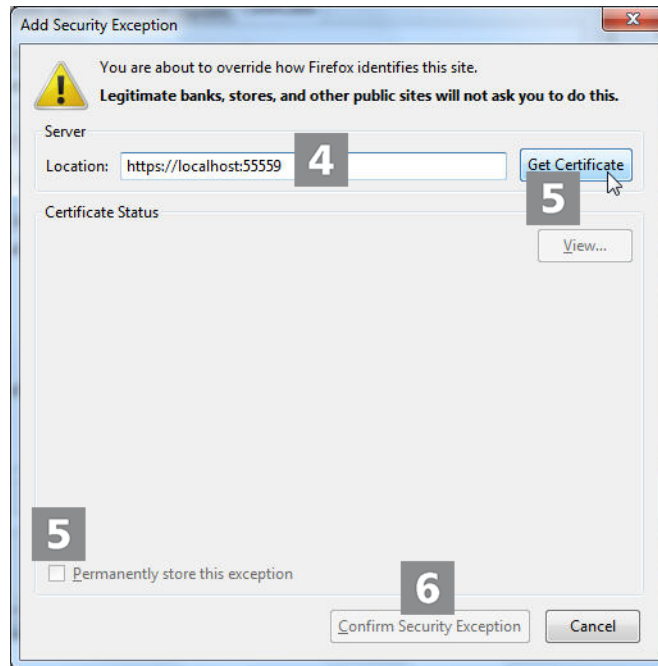 Add Security Exception
You are about to override how Firefox identifies this site.
Legitimate banks, stores, and other public sites will not ask you to do this.
Server
Location: https://localhost:55559 4 Get Certificate
5
Certificate Status
View...
5
Permanently store this exception
6
Confirm Security Exception Cancel